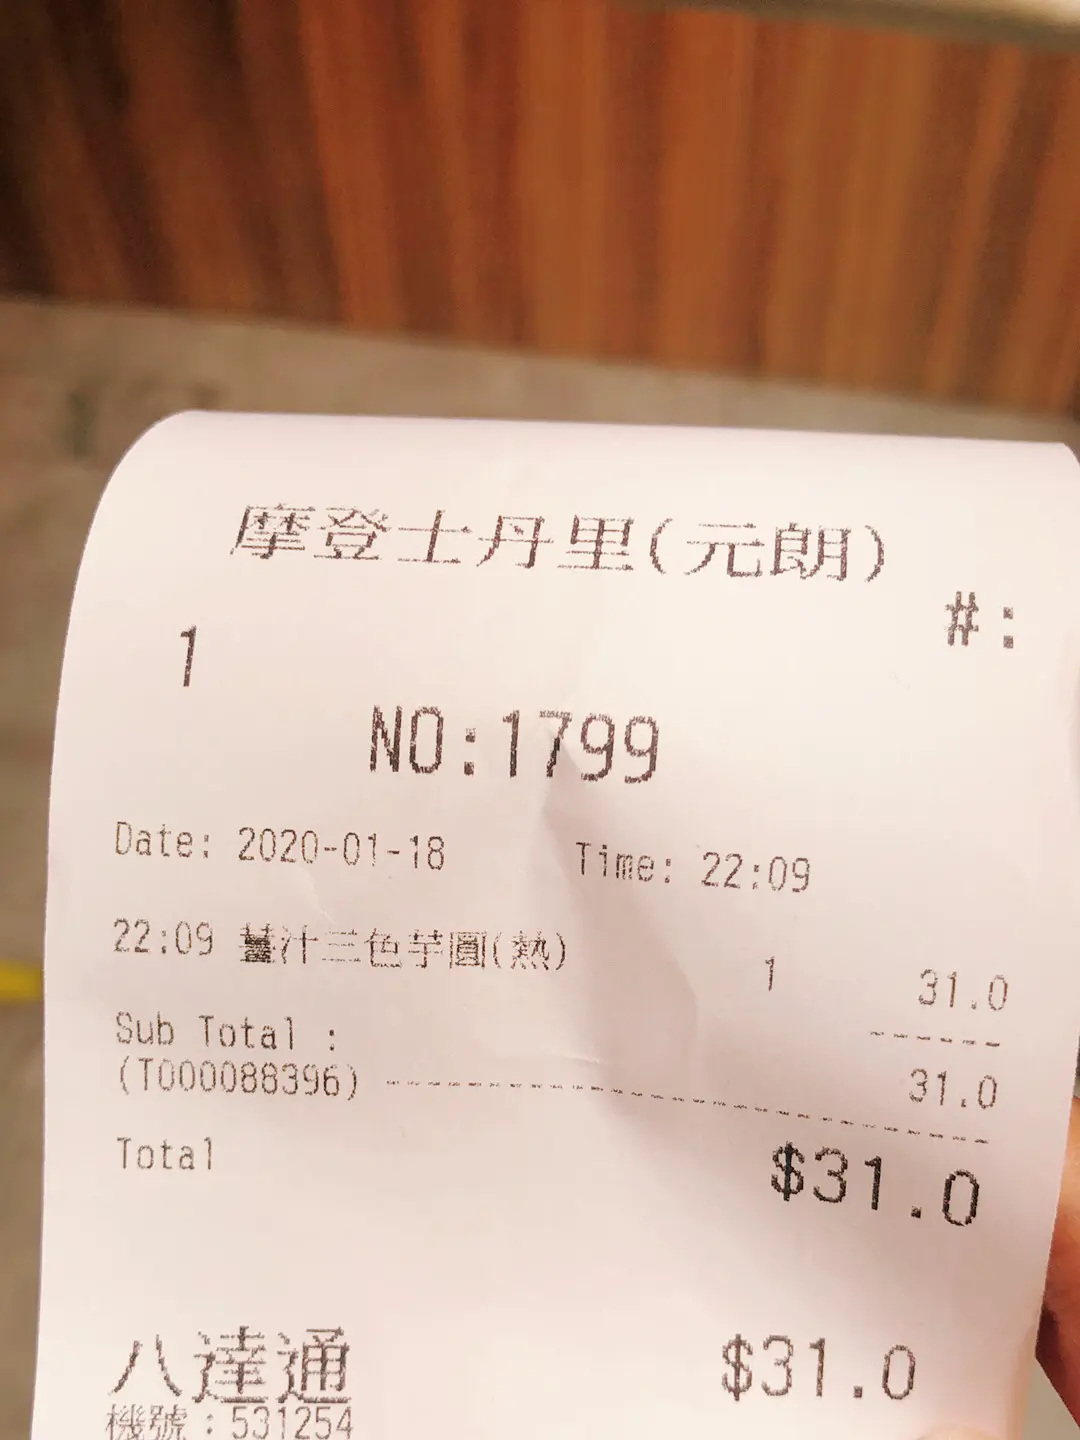 摩登士丹里(元朗)
#:
1
NO:1799
Date: 2020-01-18 Time: 22:09
22:09 薑汁三色芋圓(熱) 1 31.0
------
Sub Total : 31.0
(T000088396) --------------------------------
Total $31.0
八達通 $31.0
機號：531254